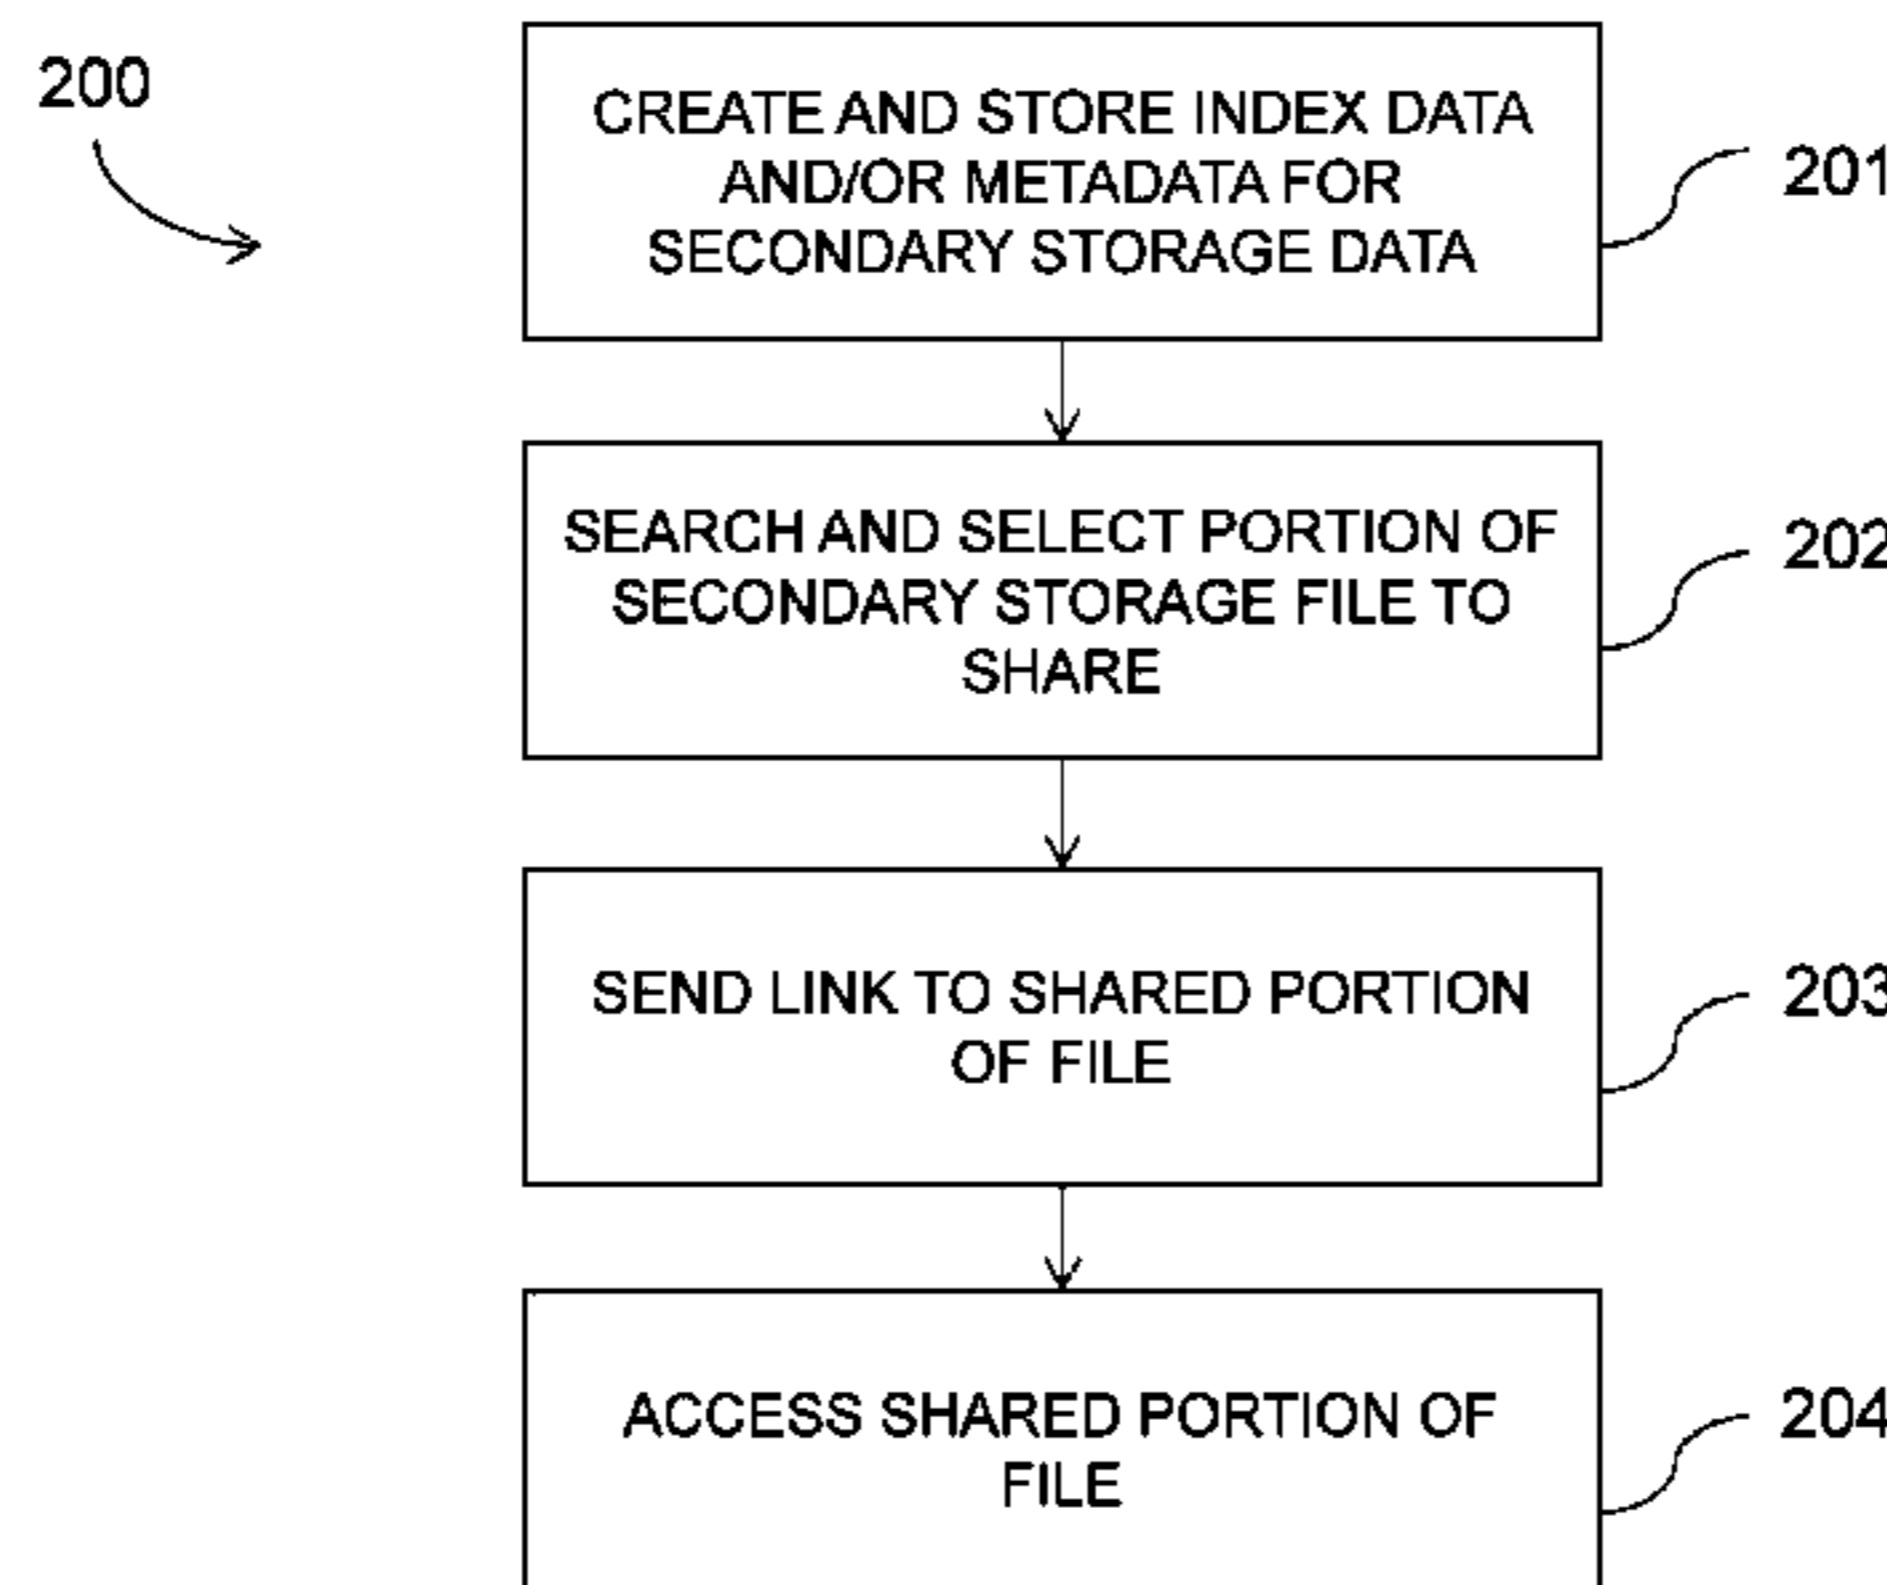 200
CREATE AND STORE INDEX DATA
AND/OR METADATA FOR
SECONDARY STORAGE DATA
201
SEARCH AND SELECT PORTION OF
SECONDARY STORAGE FILE TO
SHARE
202
SEND LINK TO SHARED PORTION
OF FILE
203
ACCESS SHARED PORTION OF
FILE
204